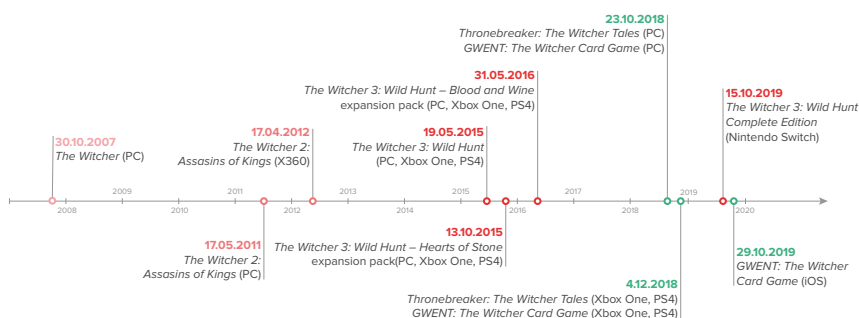 23.10.2018
Thronebreaker: The Witcher Tales (PC)
GWENT: The Witcher Card Game (PC)
31.05.2016
The Witcher 3: Wild Hunt – Blood and Wine
expansion pack (PC, Xbox One, PS4)
15.10.2019
The Witcher 3: Wild Hunt
Complete Edition
(Nintendo Switch)
30.10.2007
The Witcher (PC)
17.04.2012
The Witcher 2:
Assasins of Kings (X360)
19.05.2015
The Witcher 3: Wild Hunt
(PC, Xbox One, PS4)
2009
2011
2013
2015
2017
2019
2008
2010
2012
2014
2016
2018
2020
17.05.2011
The Witcher 2:
Assasins of Kings (PC)
13.10.2015
The Witcher 3: Wild Hunt – Hearts of Stone
expansion pack(PC, Xbox One, PS4)
29.10.2019
GWENT: The Witcher
Card Game (iOS)
4.12.2018
Thronebreaker: The Witcher Tales (Xbox One, PS4)
GWENT: The Witcher Card Game (Xbox One, PS4)